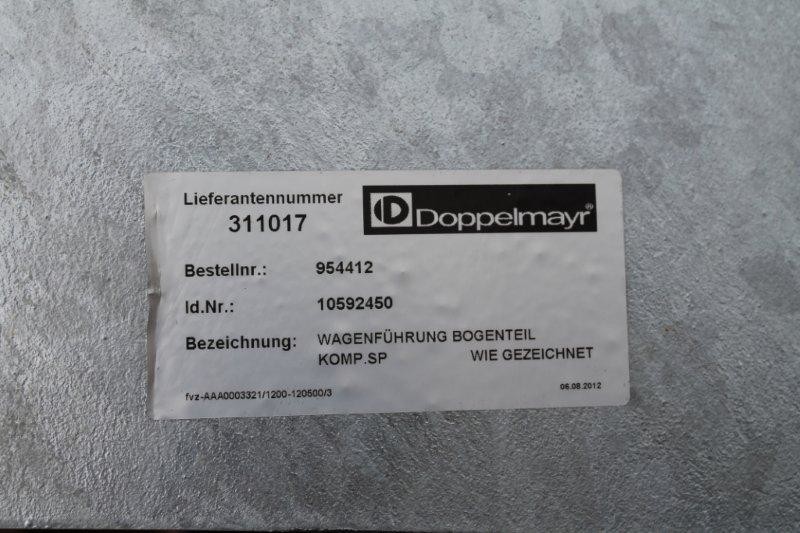 Lieferantennummer
311017
Doppelmayr®
Bestellnr.: 954412
Id.Nr.: 10592450
Bezeichnung: WAGENFÜHRUNG BOGENTEIL
KOMP.SP WIE GEZEICHNET
fvz-AAA0003321/1200-120500/3 06.08.2012